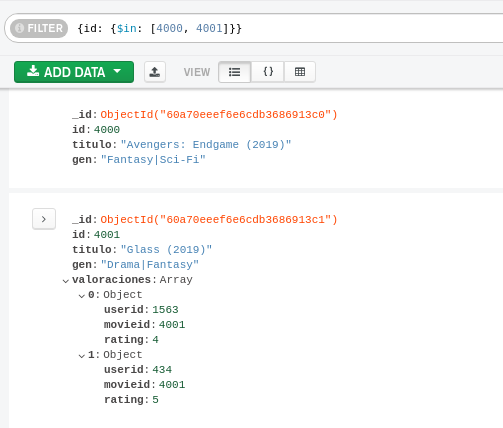 FILTER {id: {$in: [4000, 4001]}}
ADD DATA VIEW {}
_id: ObjectId("60a70eeef6e6cdb3686913c0")
id: 4000
titulo: "Avengers: Endgame (2019)"
gen: "Fantasy|Sci-Fi"
_id: ObjectId("60a70eeef6e6cdb3686913c1")
id: 4001
titulo: "Glass (2019)"
gen: "Drama|Fantasy"
valoraciones: Array
0: Object
userid: 1563
movieid: 4001
rating: 4
1: Object
userid: 434
movieid: 4001
rating: 5